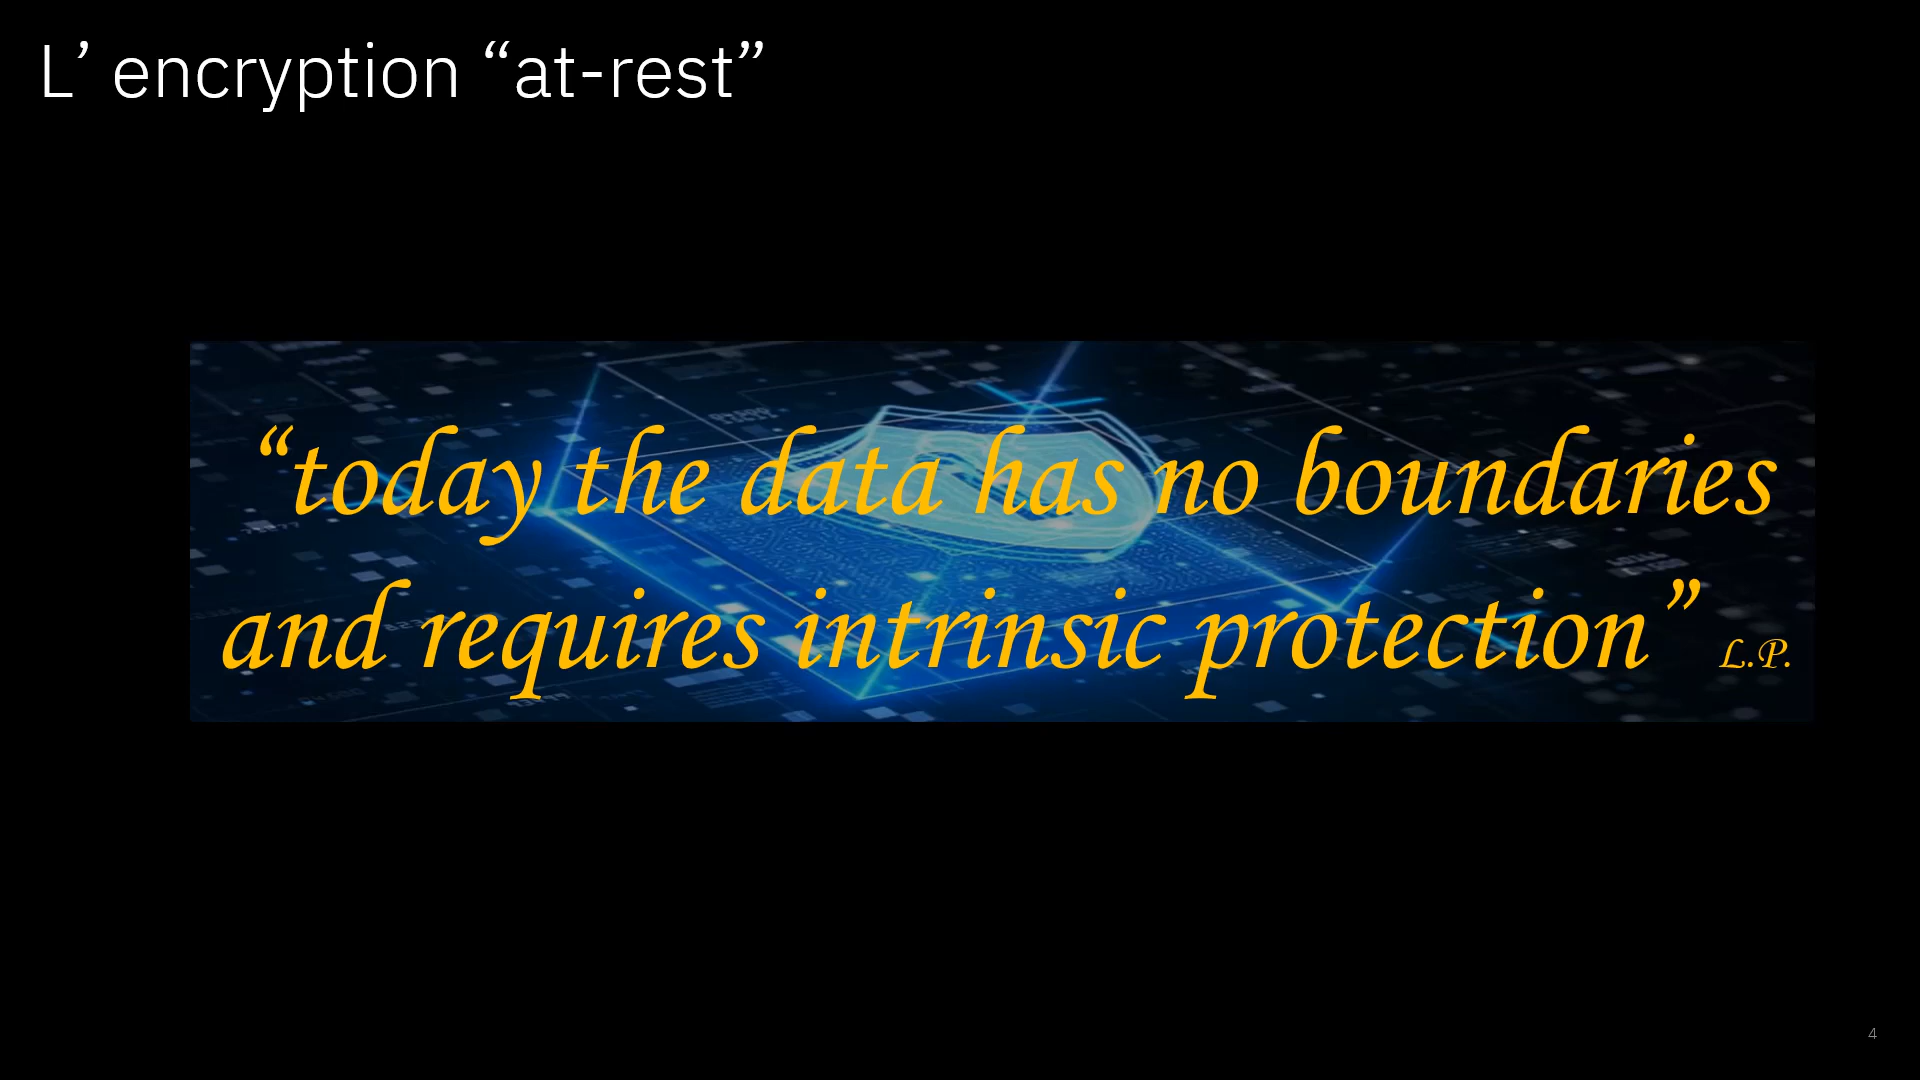 L’ encryption “at-rest”
“today the data has no boundaries
and requires intrinsic protection” L.P.
4